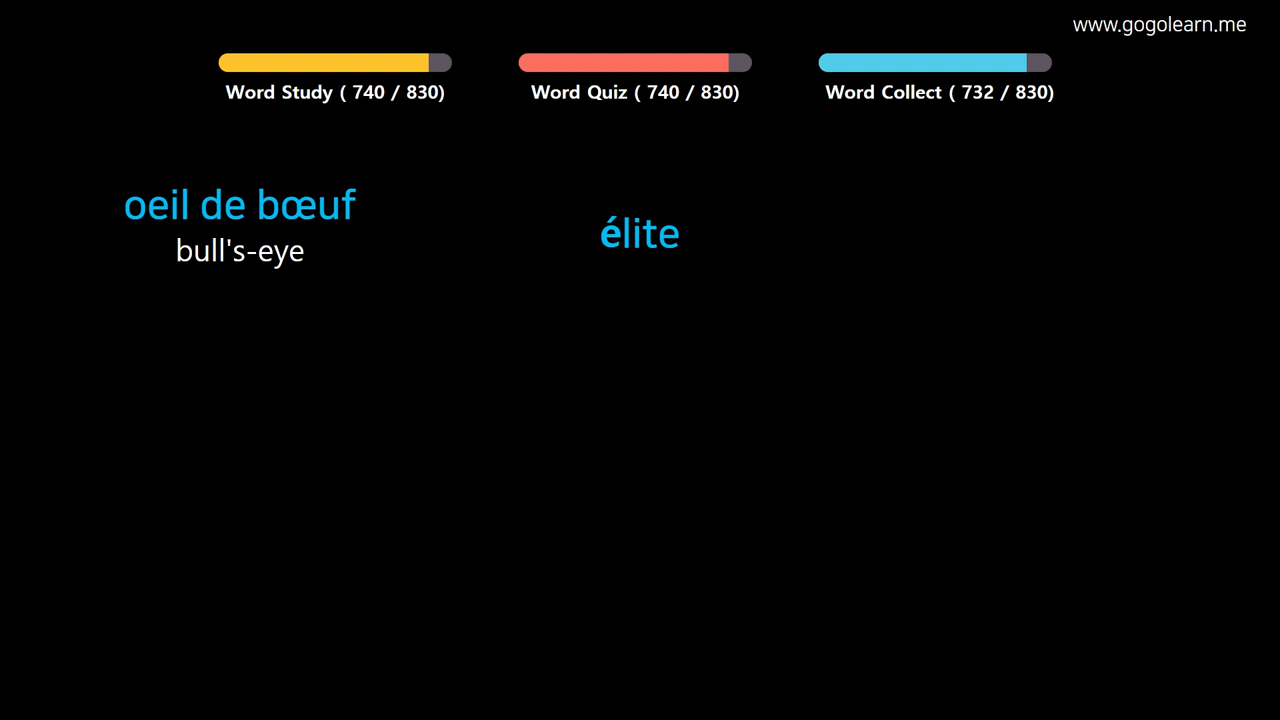 www.gogolearn.me
Word Study ( 740 / 830)
Word Quiz ( 740 / 830)
Word Collect ( 732 / 830)
oeil de bœuf
bull's-eye
élite